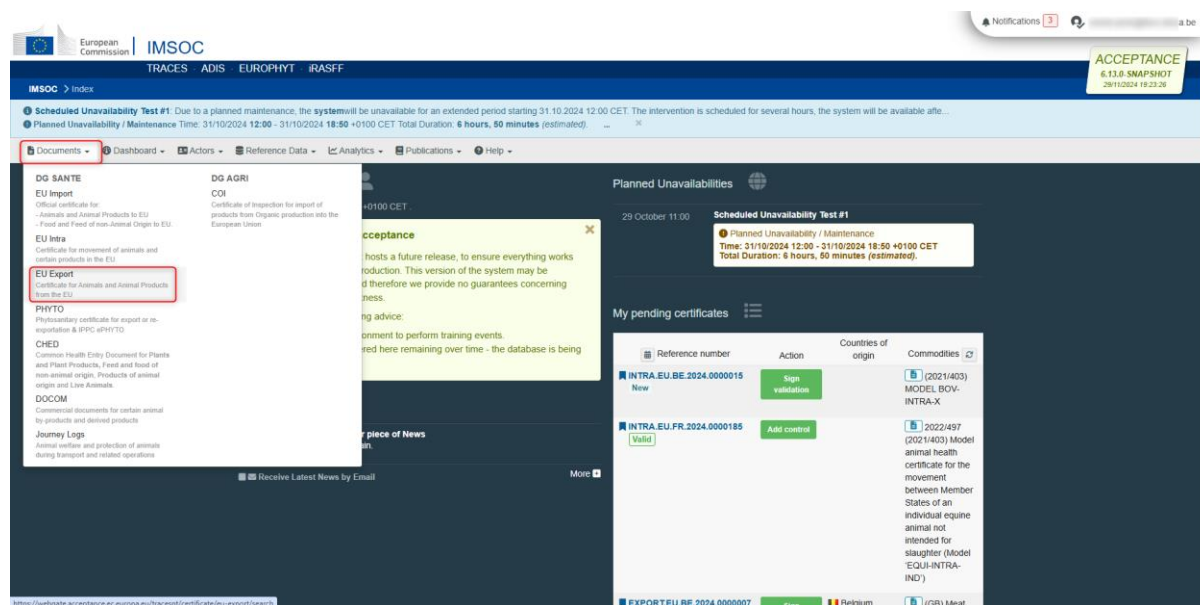 Notifications 3
a.be
European
Commission
IMSOC
TRACES ADIS EUROPHYT iRASFF
ACCEPTANCE
6.13.0-SNAPSHOT
29/11/2024 19:23:26
IMSOC > Index
Scheduled Unavailability Test #1: Due to a planned maintenance, the systemwill be unavailable for an extended period starting 31.10.2024 12:00 CET. The intervention is scheduled for several hours, the system will be available afte...
Planned Unavailability / Maintenance Time: 31/10/2024 12:00 - 31/10/2024 18:50 +0100 CET Total Duration: 6 hours, 50 minutes (estimated). ... ×
Documents Dashboard Actors Reference Data Analytics Publications Help
DG SANTE
EU Import
Official certificate for:
- Animals and Animal Products to EU
- Food and Feed of non-Animal Origin to EU
EU Intra
Certificate for movement of animals and
certain products in the EU
EU Export
Certificate for Animals and Animal Products
from the EU
PHYTO
Phytosanitary certificate for export or re-
exportation & IPPC ePHYTO
CHED
Common Health Entry Document for Plants
and Plant Products, Feed and food of
non-animal origin, Products of animal
origin and Live Animals.
DOCOM
Commercial documents for certain animal
by-products and derived products
Journey Logs
Animal welfare and protection of animals
during transport and related operations
DG AGRI
COI
Certificate of Inspection for import of
products from Organic production into the
European Union
+0100 CET .
cceptance ×
hosts a future release, to ensure everything works
roduction. This version of the system may be
d therefore we provide no guarantees concerning
ness.
ng advice:
onment to perform training events.
red here remaining over time - the database is being
r piece of News
in.
Receive Latest News by Email
More
Planned Unavailabilities
29 October 11:00
Scheduled Unavailability Test #1
Planned Unavailability / Maintenance
Time: 31/10/2024 12:00 - 31/10/2024 18:50 +0100 CET
Total Duration: 6 hours, 50 minutes (estimated).
My pending certificates
Reference number Action Countries of origin Commodities
INTRA.EU.BE.2024.0000015
New
Sign
validation
(2021/403)
MODEL BOV-
INTRA-X
INTRA.EU.FR.2024.0000185
Valid
Add control
2022/497
(2021/403) Model
animal health
certificate for the
movement
between Member
States of an
individual equine
animal not
intended for
slaughter (Model
'EQUI-INTRA-
IND')
EXPORT.EU.BE.2024.0000007
Sign
Belgium
(GB) Meat
https://webgate.acceptance.ec.europa.eu/tracesnt/certificate/eu-export/search